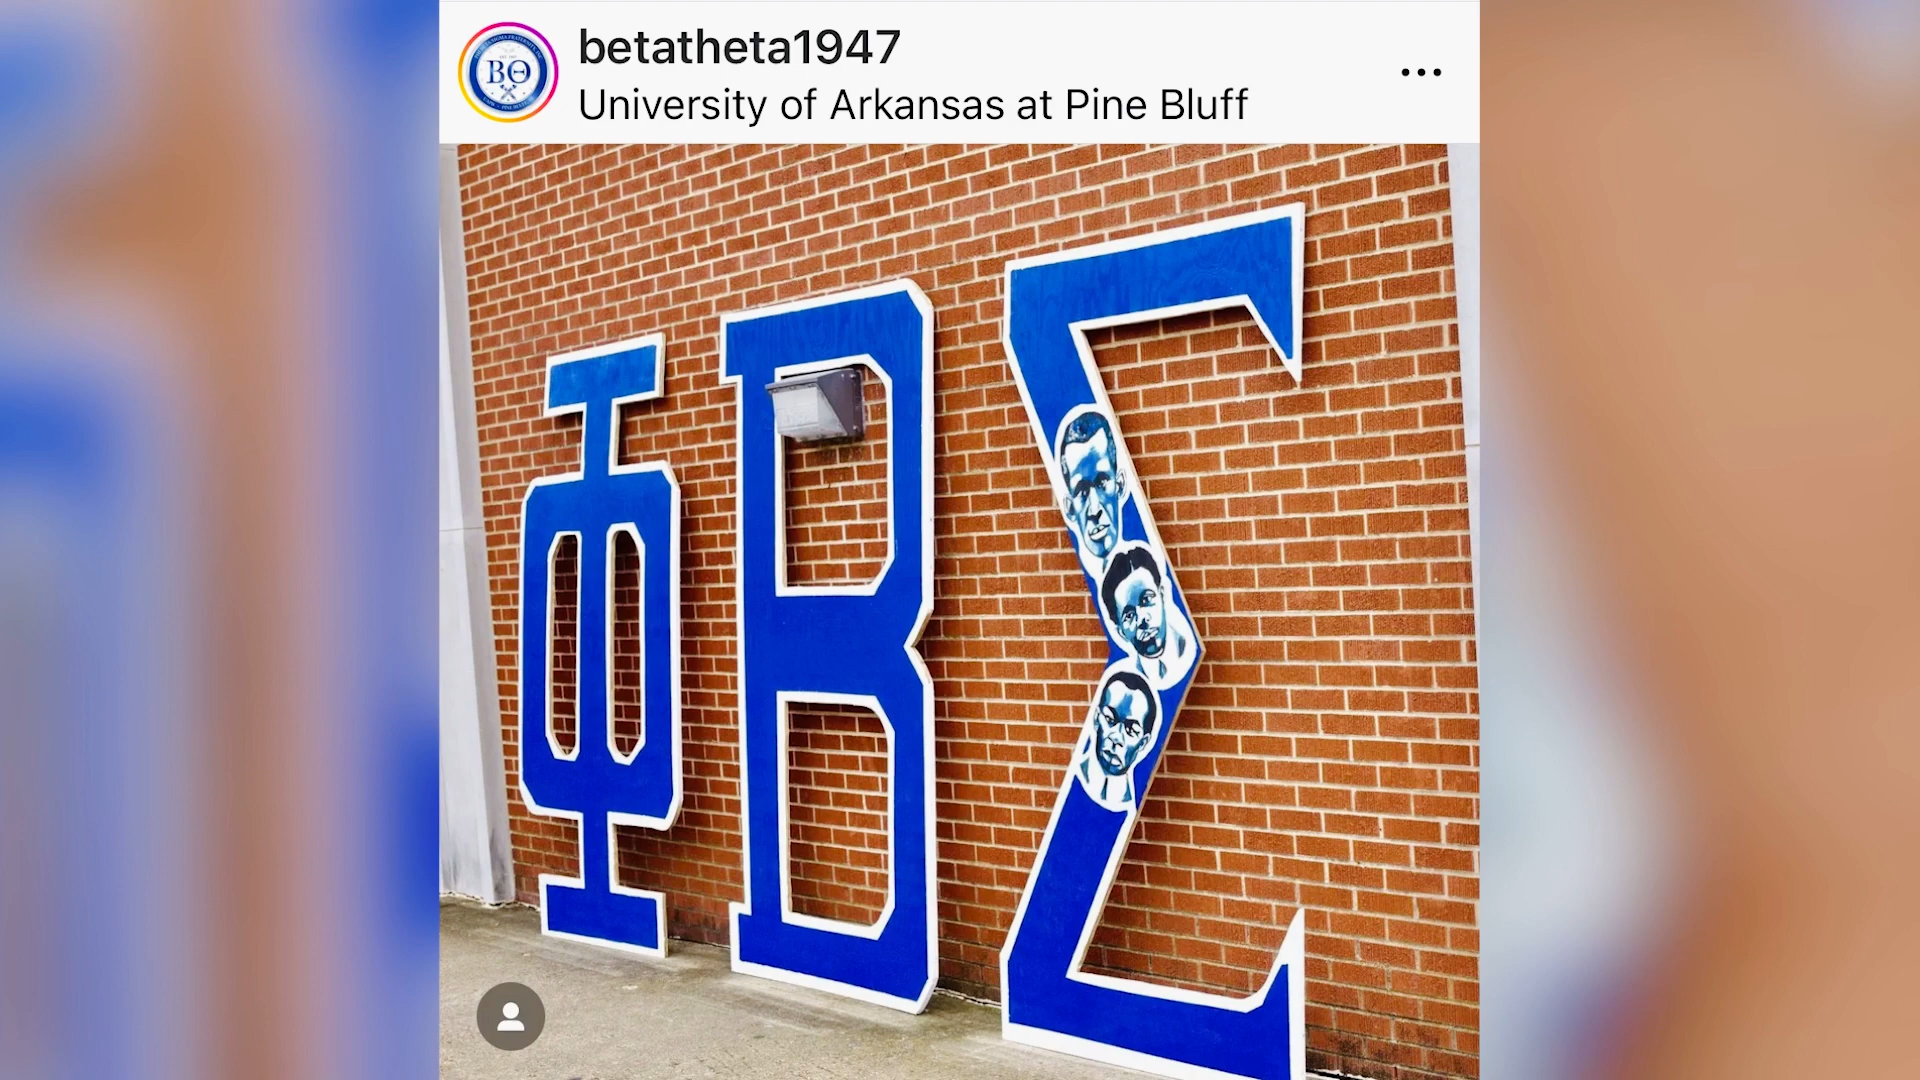 betatheta1947
University of Arkansas at Pine Bluff
ΒΘ
ΦΒΣ